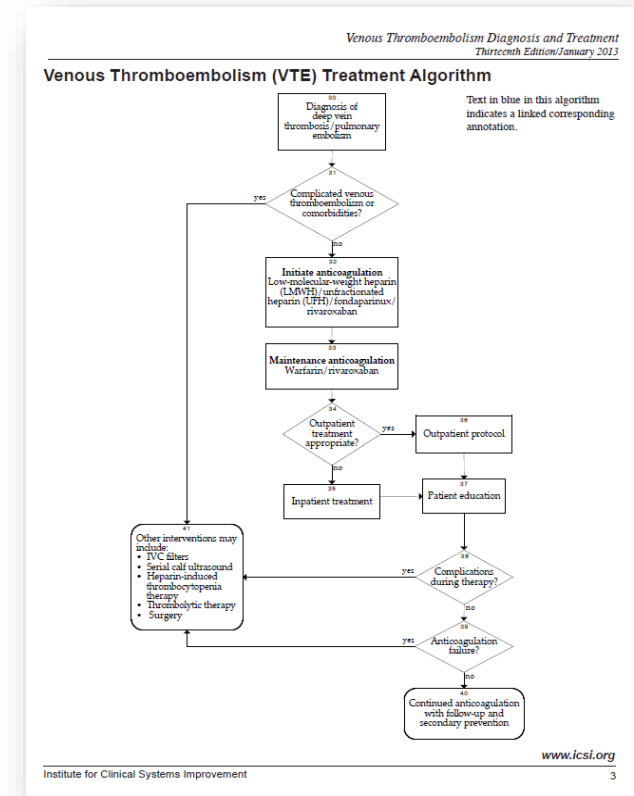 Venous Thromboembolism Diagnosis and Treatment
Thirteenth Edition/January 2013
Venous Thromboembolism (VTE) Treatment Algorithm
Text in blue in this algorithm
indicates a linked corresponding
annotation.
30
Diagnosis of
deep vein
thrombosis/pulmonary
embolism
31
Complicated venous
thromboembolism or
comorbidities?
yes
no
32
Initiate anticoagulation
Low-molecular-weight heparin
(LMWH)/unfractionated
heparin (UFH)/fondaparinux/
rivaroxaban
33
Maintenance anticoagulation
Warfarin/rivaroxaban
34
Outpatient
treatment
appropriate?
yes
no
36
Outpatient protocol
35
Inpatient treatment
37
Patient education
41
Other interventions may
include:
• IVC filters
• Serial calf ultrasound
• Heparin-induced
thrombocytopenia
therapy
• Thrombolytic therapy
• Surgery
38
Complications
during therapy?
yes
no
39
Anticoagulation
failure?
yes
no
40
Continued anticoagulation
with follow-up and
secondary prevention
www.icsi.org
Institute for Clinical Systems Improvement
3